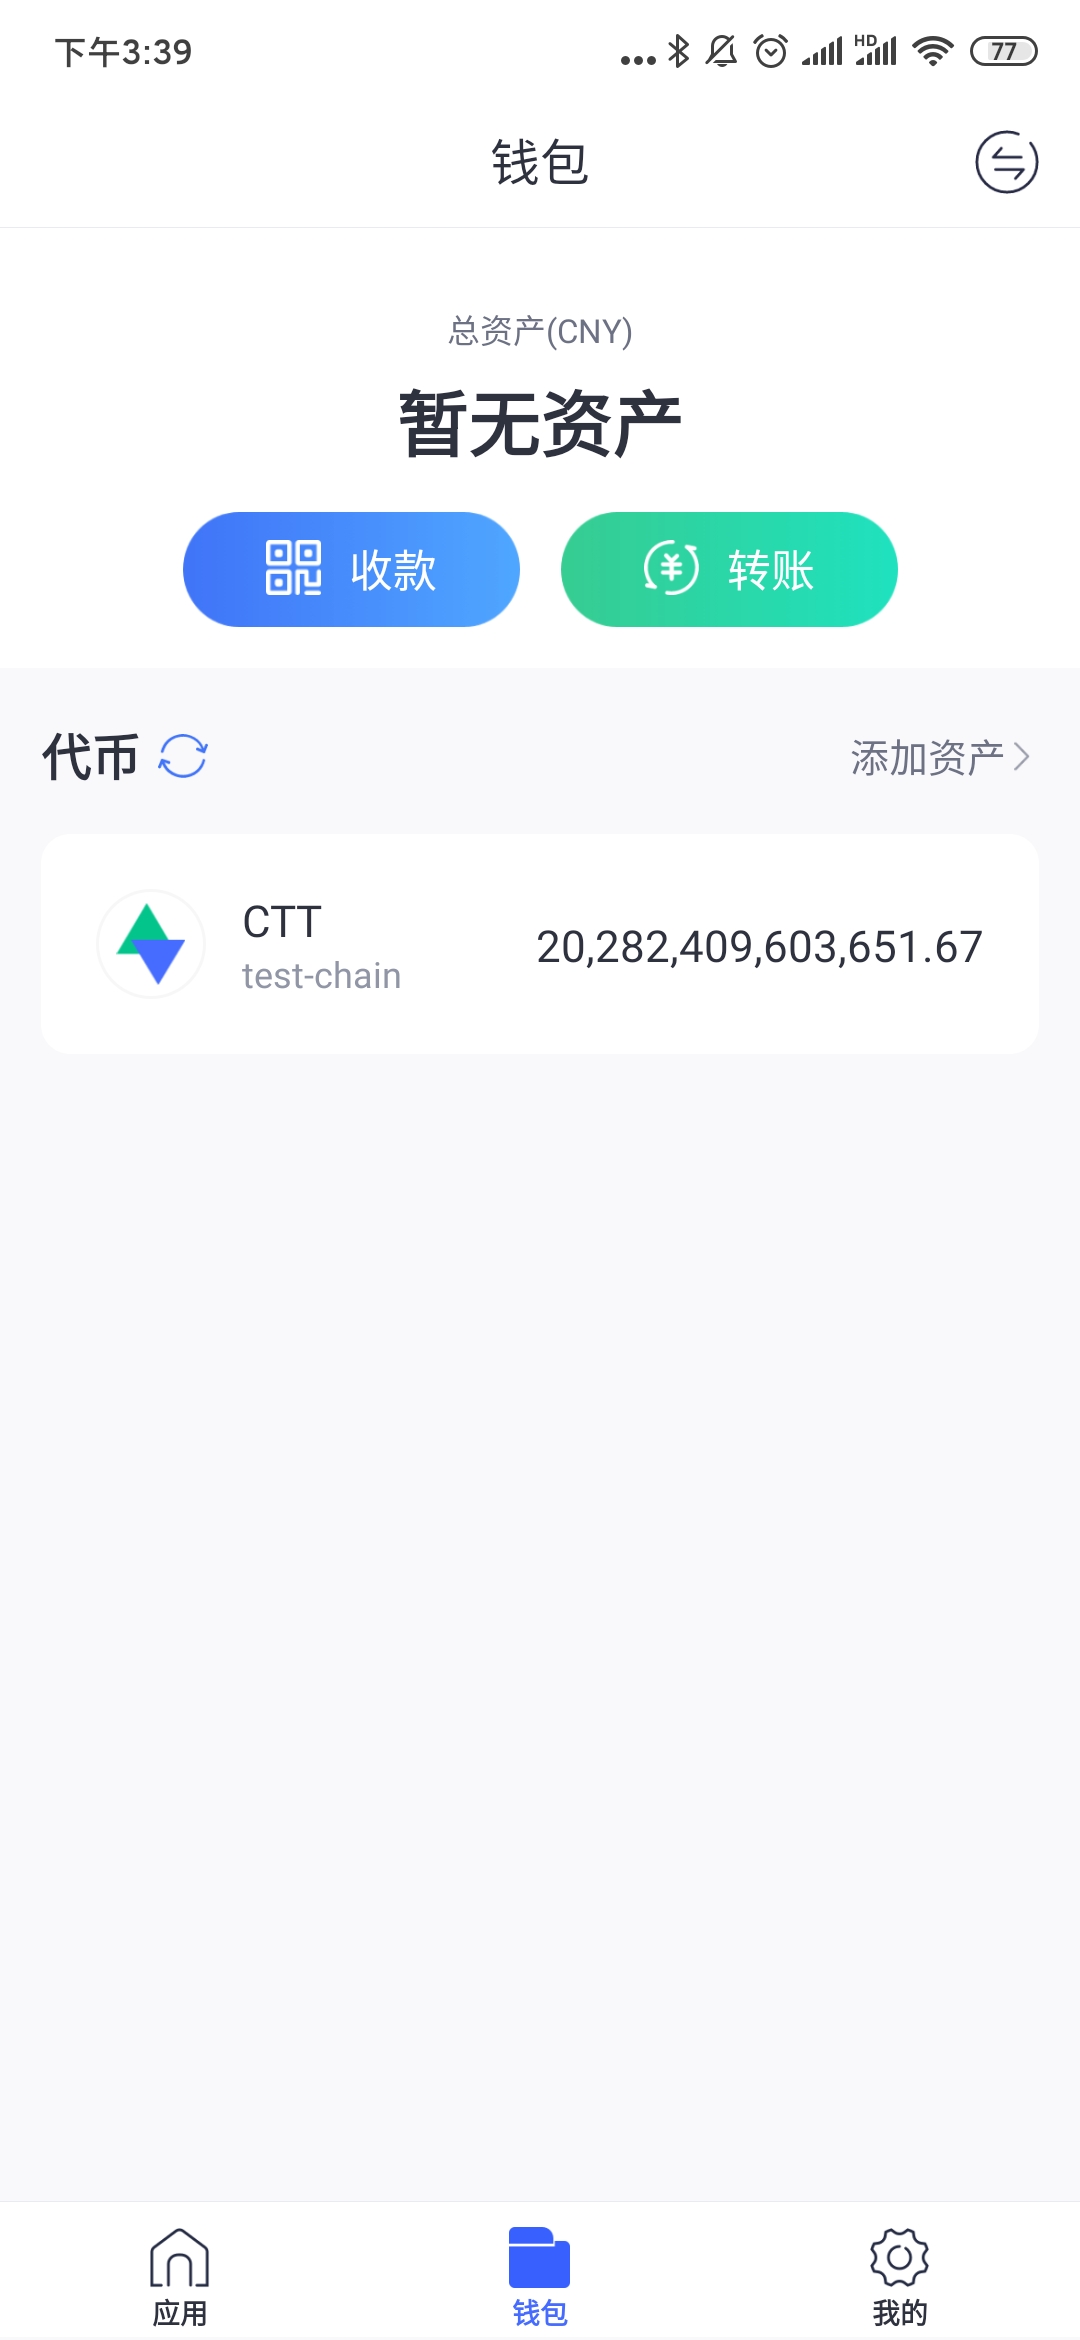 下午3:39
HD
77
钱包
总资产(CNY)
暂无资产
收款
转账
代币
添加资产
CTT
test-chain
20,282,409,603,651.67
应用
钱包
我的